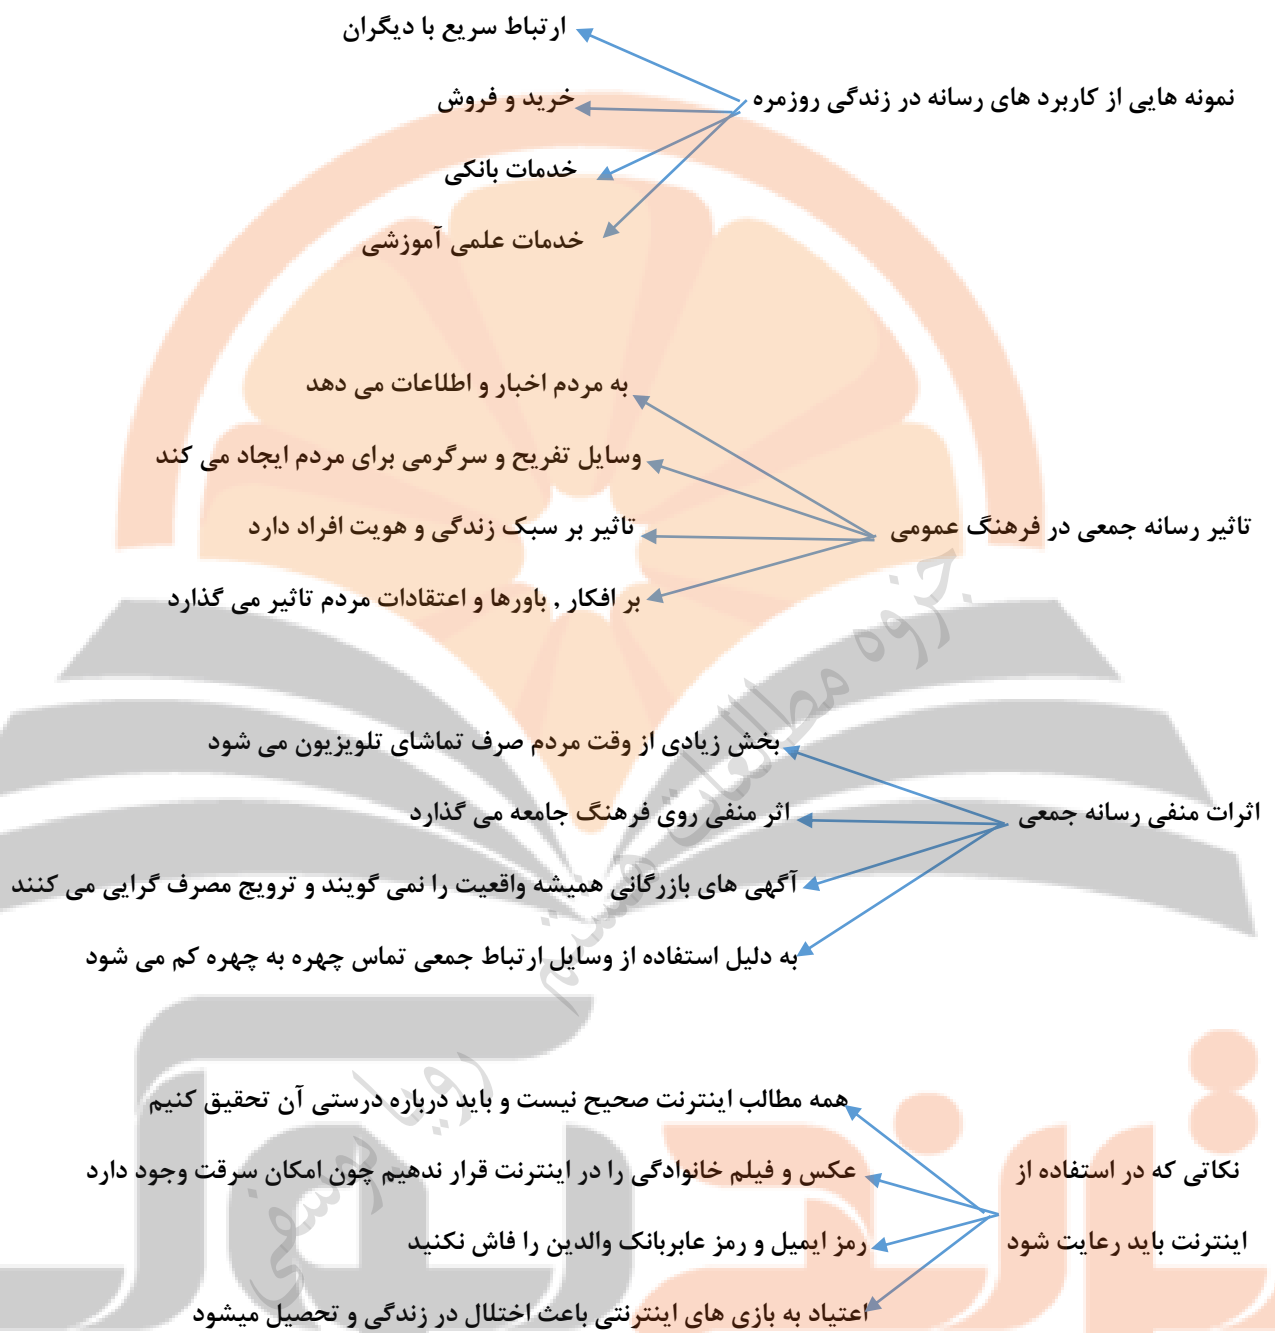 ارتباط سریع با دیگران
نمونه هایی از کاربرد های رسانه در زندگی روزمره
خرید و فروش
خدمات بانکی
خدمات علمی آموزشی
به مردم اخبار و اطلاعات می دهد
وسایل تفریح و سرگرمی برای مردم ایجاد می کند
تاثیر رسانه جمعی در فرهنگ عمومی
تاثیر بر سبک زندگی و هویت افراد دارد
بر افکار , باورها و اعتقادات مردم تاثیر می گذارد
بخش زیادی از وقت مردم صرف تماشای تلویزیون می شود
اثرات منفی رسانه جمعی
اثر منفی روی فرهنگ جامعه می گذارد
آگهی های بازرگانی همیشه واقعیت را نمی گویند و ترویج مصرف گرایی می کنند
به دلیل استفاده از وسایل ارتباط جمعی تماس چهره به چهره کم می شود
همه مطالب اینترنت صحیح نیست و باید درباره درستی آن تحقیق کنیم
نکاتی که در استفاده از
عکس و فیلم خانوادگی را در اینترنت قرار ندهیم چون امکان سرقت وجود دارد
اینترنت باید رعایت شود
رمز ایمیل و رمز عابربانک والدین را فاش نکنید
اعتیاد به بازی های اینترنتی باعث اختلال در زندگی و تحصیل میشود
جزوه مطالعات هشتم رویا یوسفی